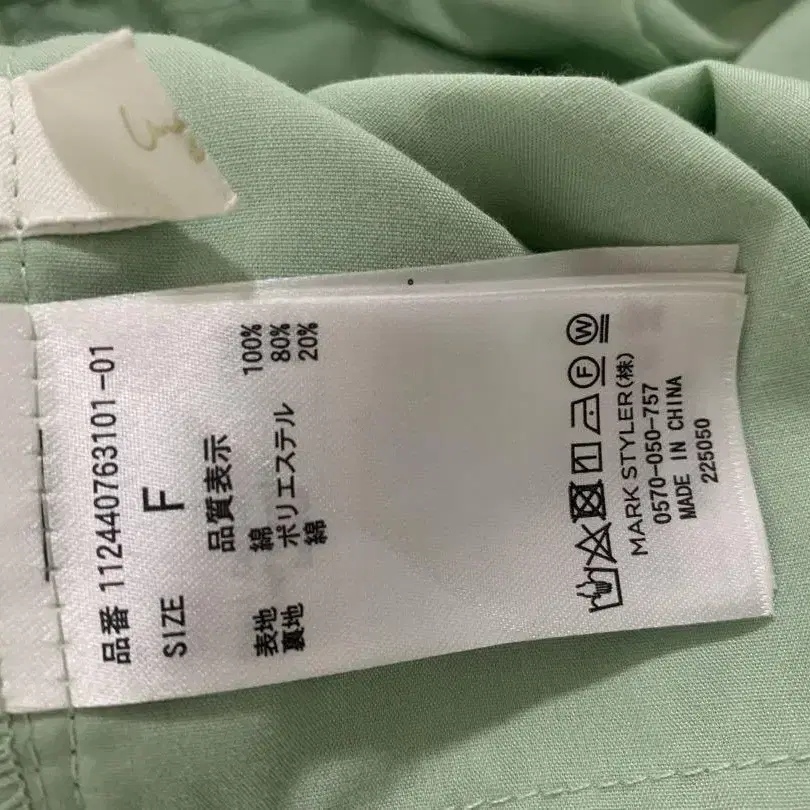 品番 112440763101-01
SIZE F
品質表示
表地 綿 100%
裏地 ポリエステル 80%
綿 20%
MARK STYLER(株)
0570-050-757
MADE IN CHINA
225050